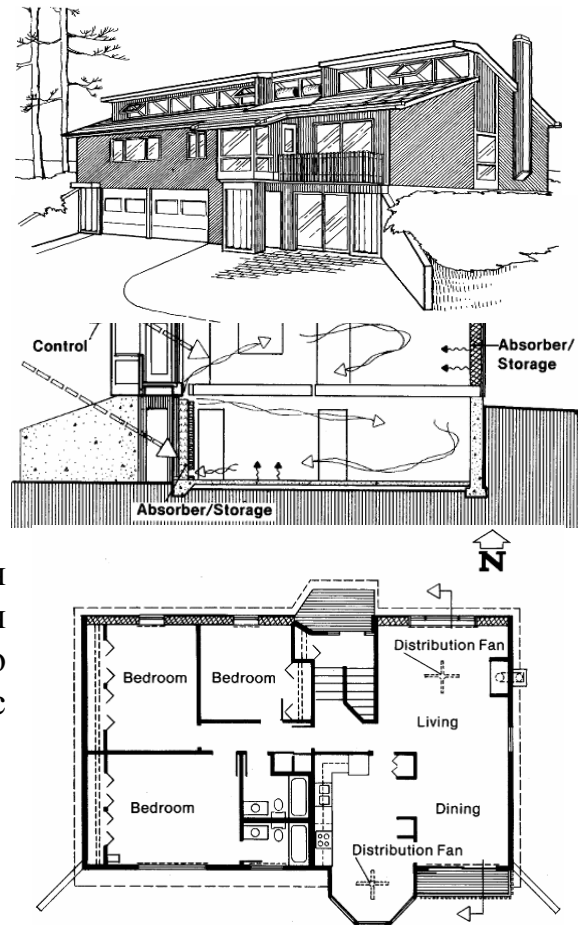 Control
Absorber/
Storage
Absorber/Storage
N
Distribution Fan
Bedroom
Bedroom
Living
Bedroom
Dining
Distribution Fan